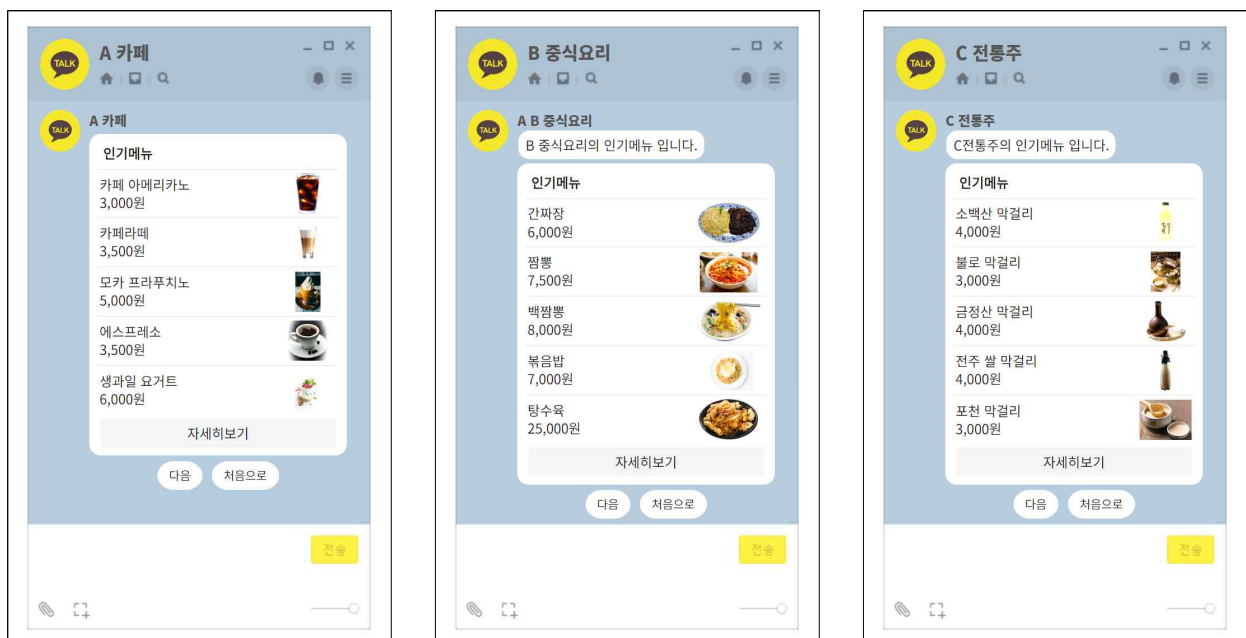 A 카페
TALK
A 카페
TALK
인기메뉴
카페 아메리카노
3,000원
카페라떼
3,500원
모카 프라푸치노
5,000원
에스프레소
3,500원
생과일 요거트
6,000원
자세히보기
다음
처음으로
전송
B 중식요리
TALK
A B 중식요리
TALK
B 중식요리의 인기메뉴 입니다.
인기메뉴
간짜장
6,000원
짬뽕
7,500원
백짬뽕
8,000원
볶음밥
7,000원
탕수육
25,000원
자세히보기
다음
처음으로
전송
C 전통주
TALK
C 전통주
TALK
C전통주의 인기메뉴 입니다.
인기메뉴
소백산 막걸리
4,000원
불로 막걸리
3,000원
금정산 막걸리
4,000원
전주 쌀 막걸리
4,000원
포천 막걸리
3,000원
자세히보기
다음
처음으로
전송